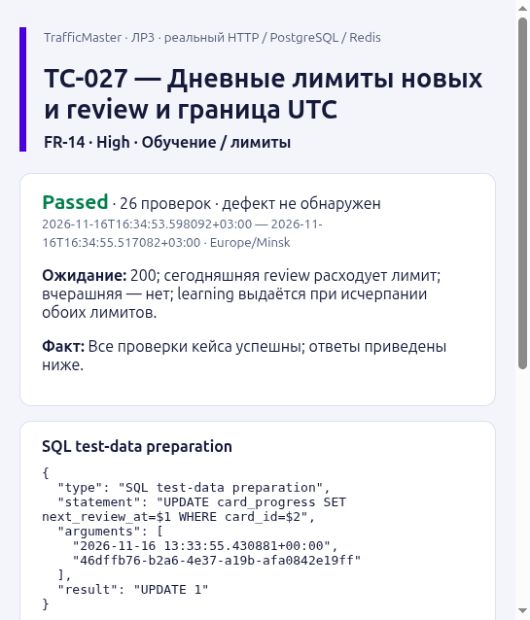 TrafficMaster · ЛР3 · реальный HTTP / PostgreSQL / Redis
TC-027 — Дневные лимиты новых
и review и граница UTC
FR-14 · High · Обучение / лимиты
Passed · 26 проверок · дефект не обнаружен
2026-11-16T16:34:53.598092+03:00 — 2026-11-
16T16:34:55.517082+03:00 · Europe/Minsk
Ожидание: 200; сегодняшняя review расходует лимит;
вчерашняя — нет; learning выдаётся при исчерпании
обоих лимитов.
Факт: Все проверки кейса успешны; ответы приведены
ниже.
SQL test-data preparation
{
  "type": "SQL test-data preparation",
  "statement": "UPDATE card_progress SET
next_review_at=$1 WHERE card_id=$2",
  "arguments": [
    "2026-11-16 13:33:55.430881+00:00",
    "46dffb76-b2a6-4e37-a19b-afa0842e19ff"
  ],
  "result": "UPDATE 1"
}